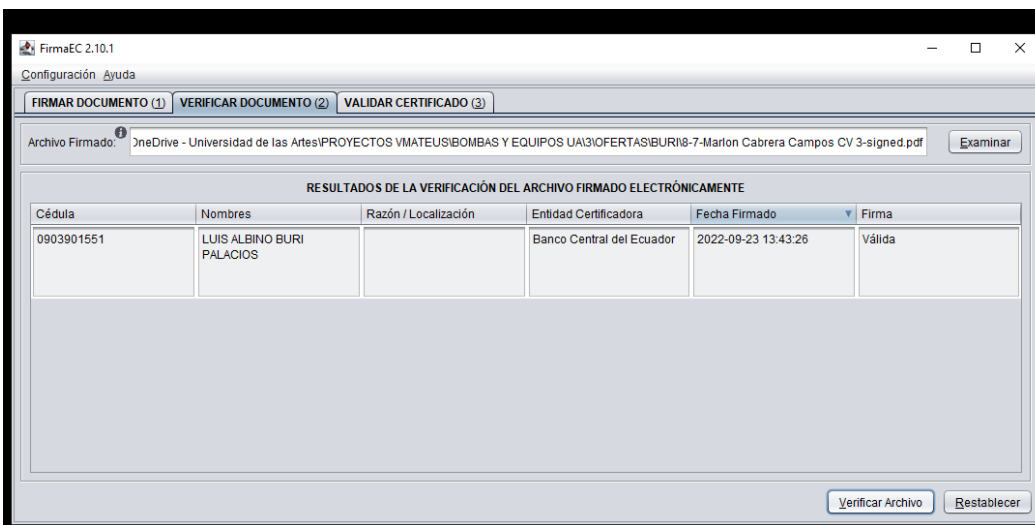 FirmaEC 2.10.1
Configuración Ayuda
FIRMAR DOCUMENTO (1) VERIFICAR DOCUMENTO (2) VALIDAR CERTIFICADO (3)
Archivo Firmado: OneDrive - Universidad de las Artes\PROYECTOS VMATEUS\BOMBAS Y EQUIPOS UA\3\OFERTAS\BURI\8-7-Marlon Cabrera Campos CV 3-signed.pdf Examinar
RESULTADOS DE LA VERIFICACIÓN DEL ARCHIVO FIRMADO ELECTRÓNICAMENTE
Cédula Nombres Razón / Localización Entidad Certificadora Fecha Firmado Firma
0903901551 LUIS ALBINO BURI Banco Central del Ecuador 2022-09-23 13:43:26 Válida
PALACIOS
Verificar Archivo Restablecer